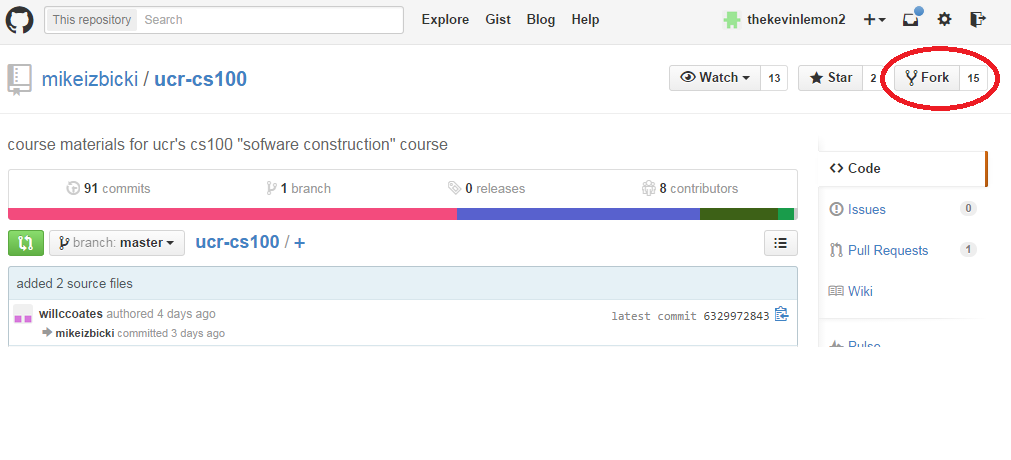 This repository Search Explore Gist Blog Help thekevinlemon2
mikeizbicki / ucr-cs100 Watch 13 Star 2 Fork 15
course materials for ucr's cs100 "sofware construction" course
91 commits 1 branch 0 releases 8 contributors
branch: master ucr-cs100 / +
added 2 source files
willccoates authored 4 days ago
mikeizbicki committed 3 days ago
latest commit 6329972843
Code
Issues 0
Pull Requests 1
Wiki
Pulse